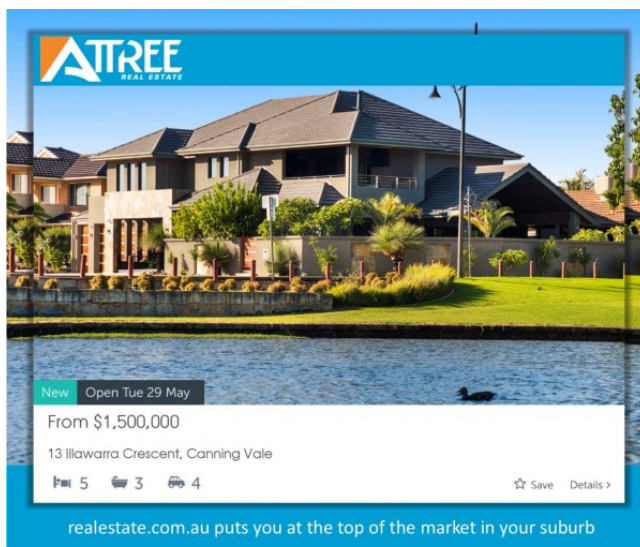 ATTREE
REAL ESTATE
New Open Tue 29 May
From $1,500,000
13 Illawarra Crescent, Canning Vale
5 3 4 Save Details >
realestate.com.au puts you at the top of the market in your suburb